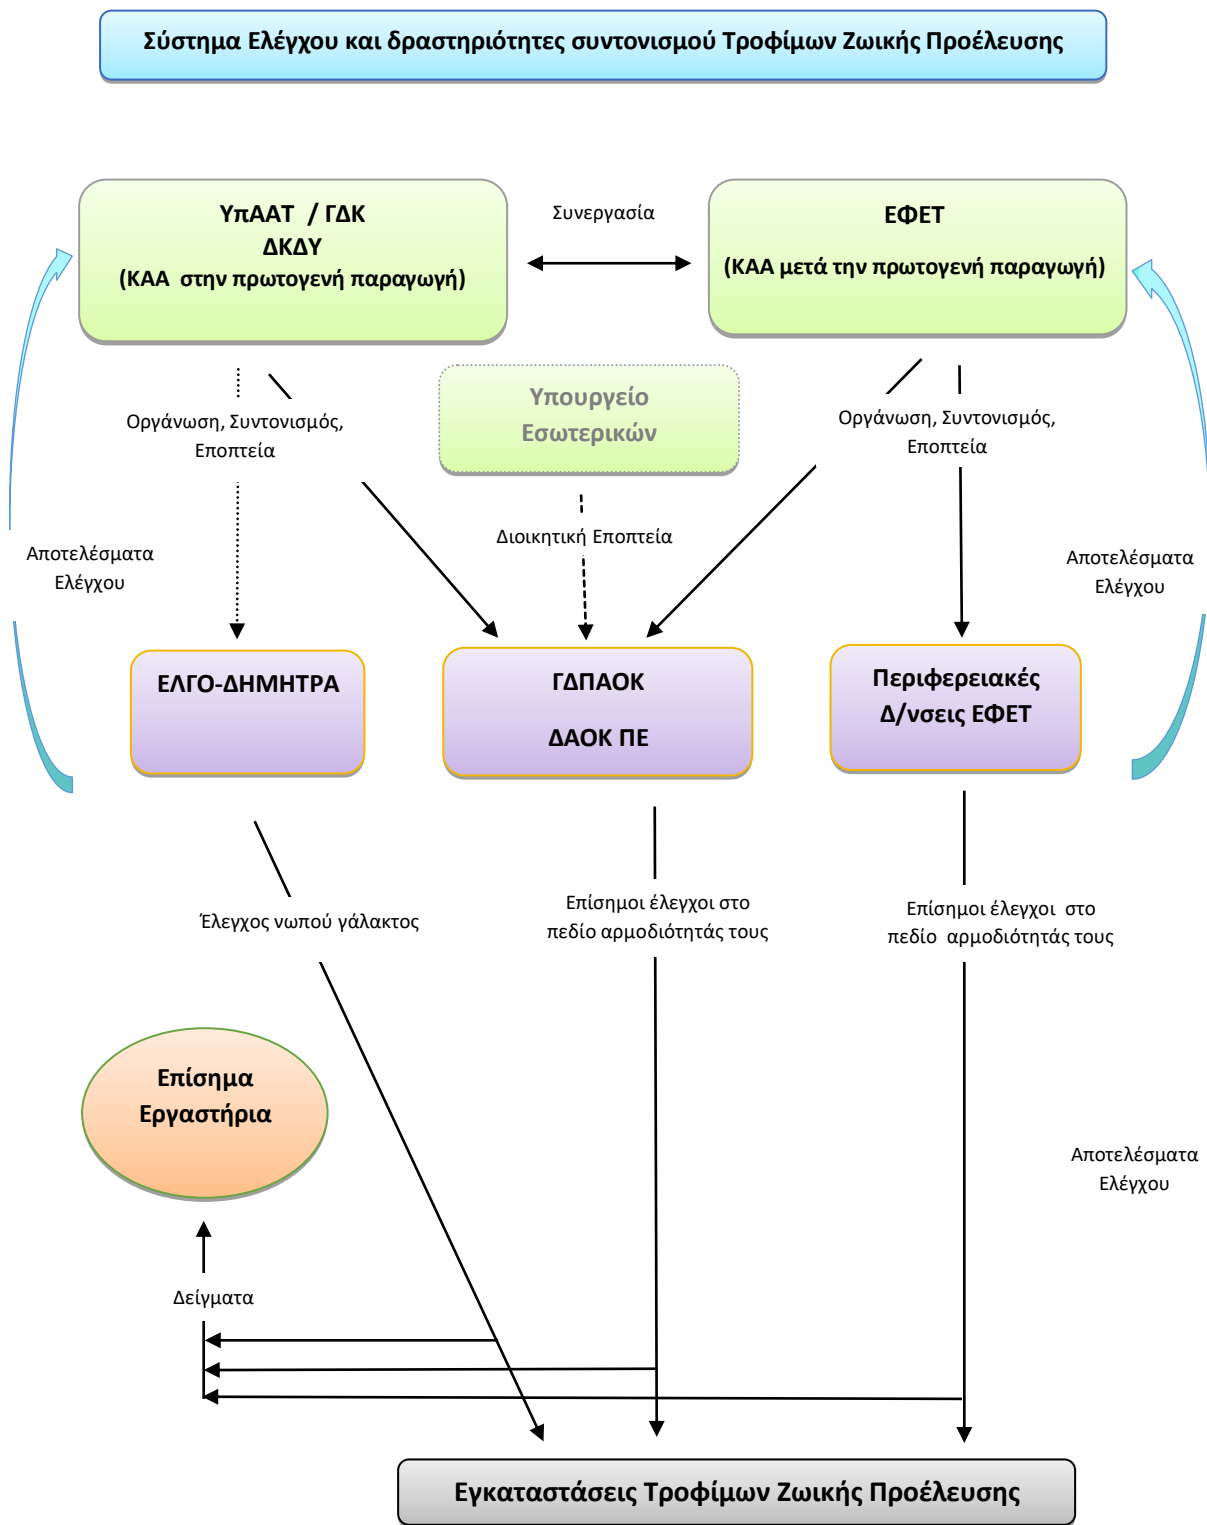 Σύστημα Ελέγχου και δραστηριότητες συντονισμού Τροφίμων Ζωικής Προέλευσης
ΥπΑΑΤ / ΓΔΚ
ΔΚΔΥ
(ΚΑΑ στην πρωτογενή παραγωγή)
Συνεργασία
ΕΦΕΤ
(ΚΑΑ μετά την πρωτογενή παραγωγή)
Υπουργείο
Εσωτερικών
Οργάνωση, Συντονισμός,
Εποπτεία
Οργάνωση, Συντονισμός,
Εποπτεία
Διοικητική Εποπτεία
Αποτελέσματα
Ελέγχου
Αποτελέσματα
Ελέγχου
ΕΛΓΟ-ΔΗΜΗΤΡΑ
ΓΔΠΑΟΚ
ΔΑΟΚ ΠΕ
Περιφερειακές
Δ/νσεις ΕΦΕΤ
Έλεγχος νωπού γάλακτος
Επίσημοι έλεγχοι στο
πεδίο αρμοδιότητάς τους
Επίσημοι έλεγχοι στο
πεδίο αρμοδιότητάς τους
Επίσημα
Εργαστήρια
Αποτελέσματα
Ελέγχου
Δείγματα
Εγκαταστάσεις Τροφίμων Ζωικής Προέλευσης